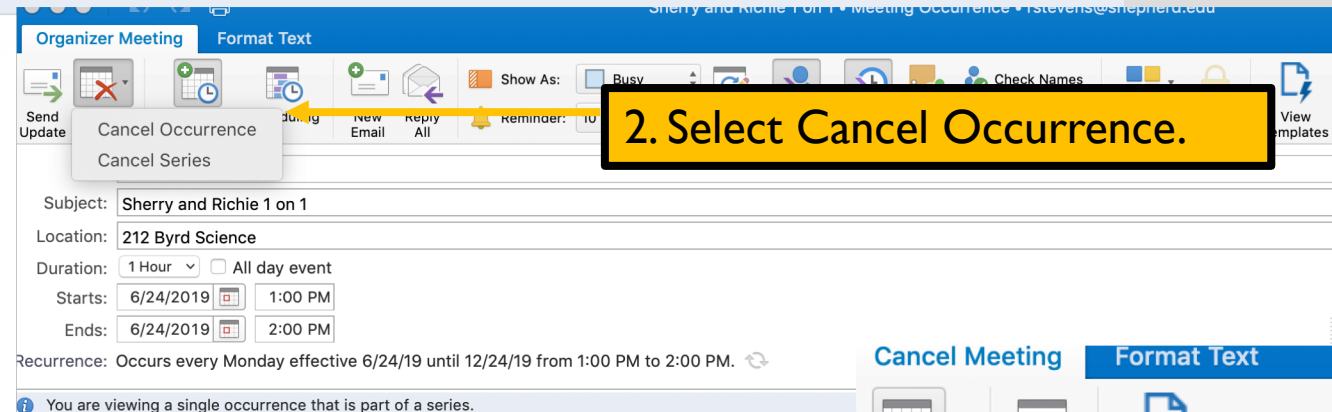 Sherry and Richie 1 on 1 • Meeting Occurrence • rstevens@shepherd.edu
Organizer Meeting Format Text
Show As: Busy Check Names
Send Update New Email Reply All Reminder: 10 View
Cancel Occurrence
Cancel Series
2. Select Cancel Occurrence.
Subject: Sherry and Richie 1 on 1
Location: 212 Byrd Science
Duration: 1 Hour All day event
Starts: 6/24/2019 1:00 PM
Ends: 6/24/2019 2:00 PM
Recurrence: Occurs every Monday effective 6/24/19 until 12/24/19 from 1:00 PM to 2:00 PM.
Cancel Meeting Format Text
You are viewing a single occurrence that is part of a series.